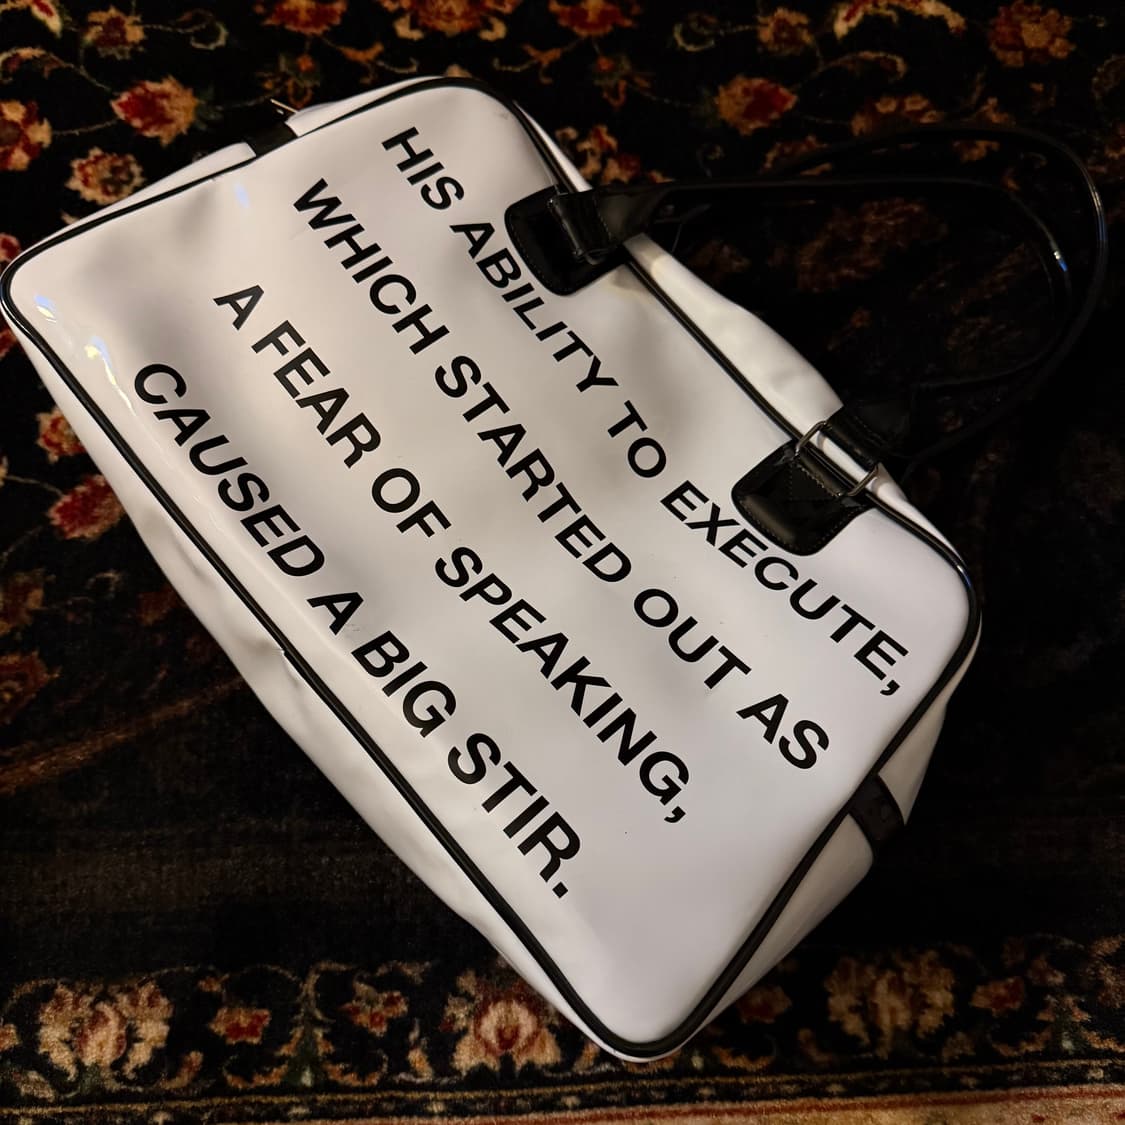 HIS ABILITY TO EXECUTE,
WHICH STARTED OUT AS
A FEAR OF SPEAKING,
CAUSED A BIG STIR.